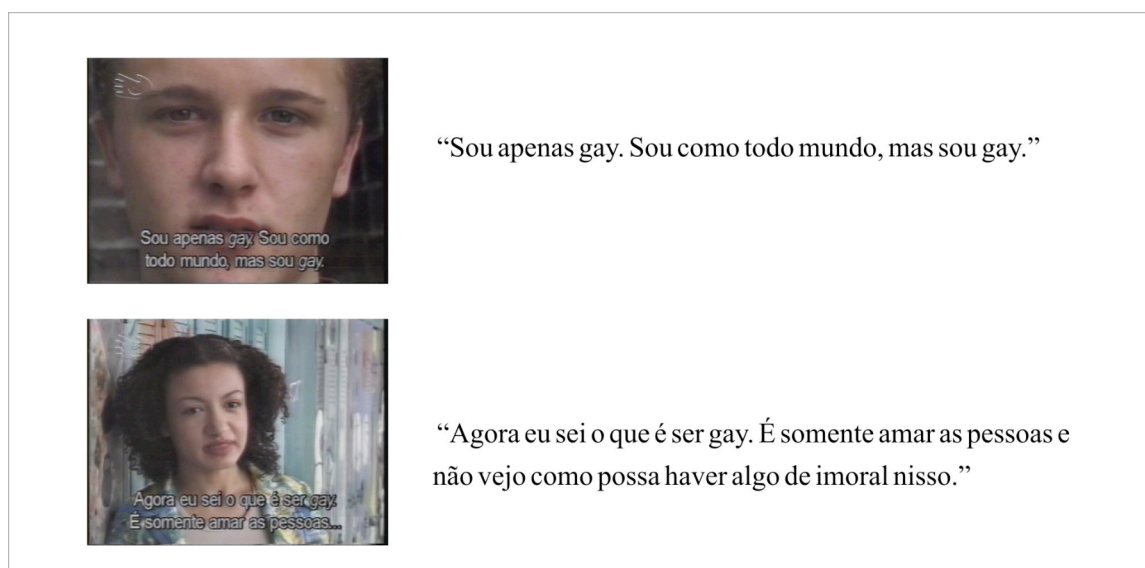 Sou apenas gay. Sou como
todo mundo, mas sou gay.
“Sou apenas gay. Sou como todo mundo, mas sou gay.”
Agora eu sei o que é ser gay.
É somente amar as pessoas...
“Agora eu sei o que é ser gay. É somente amar as pessoas e
não vejo como possa haver algo de imoral nisso.”